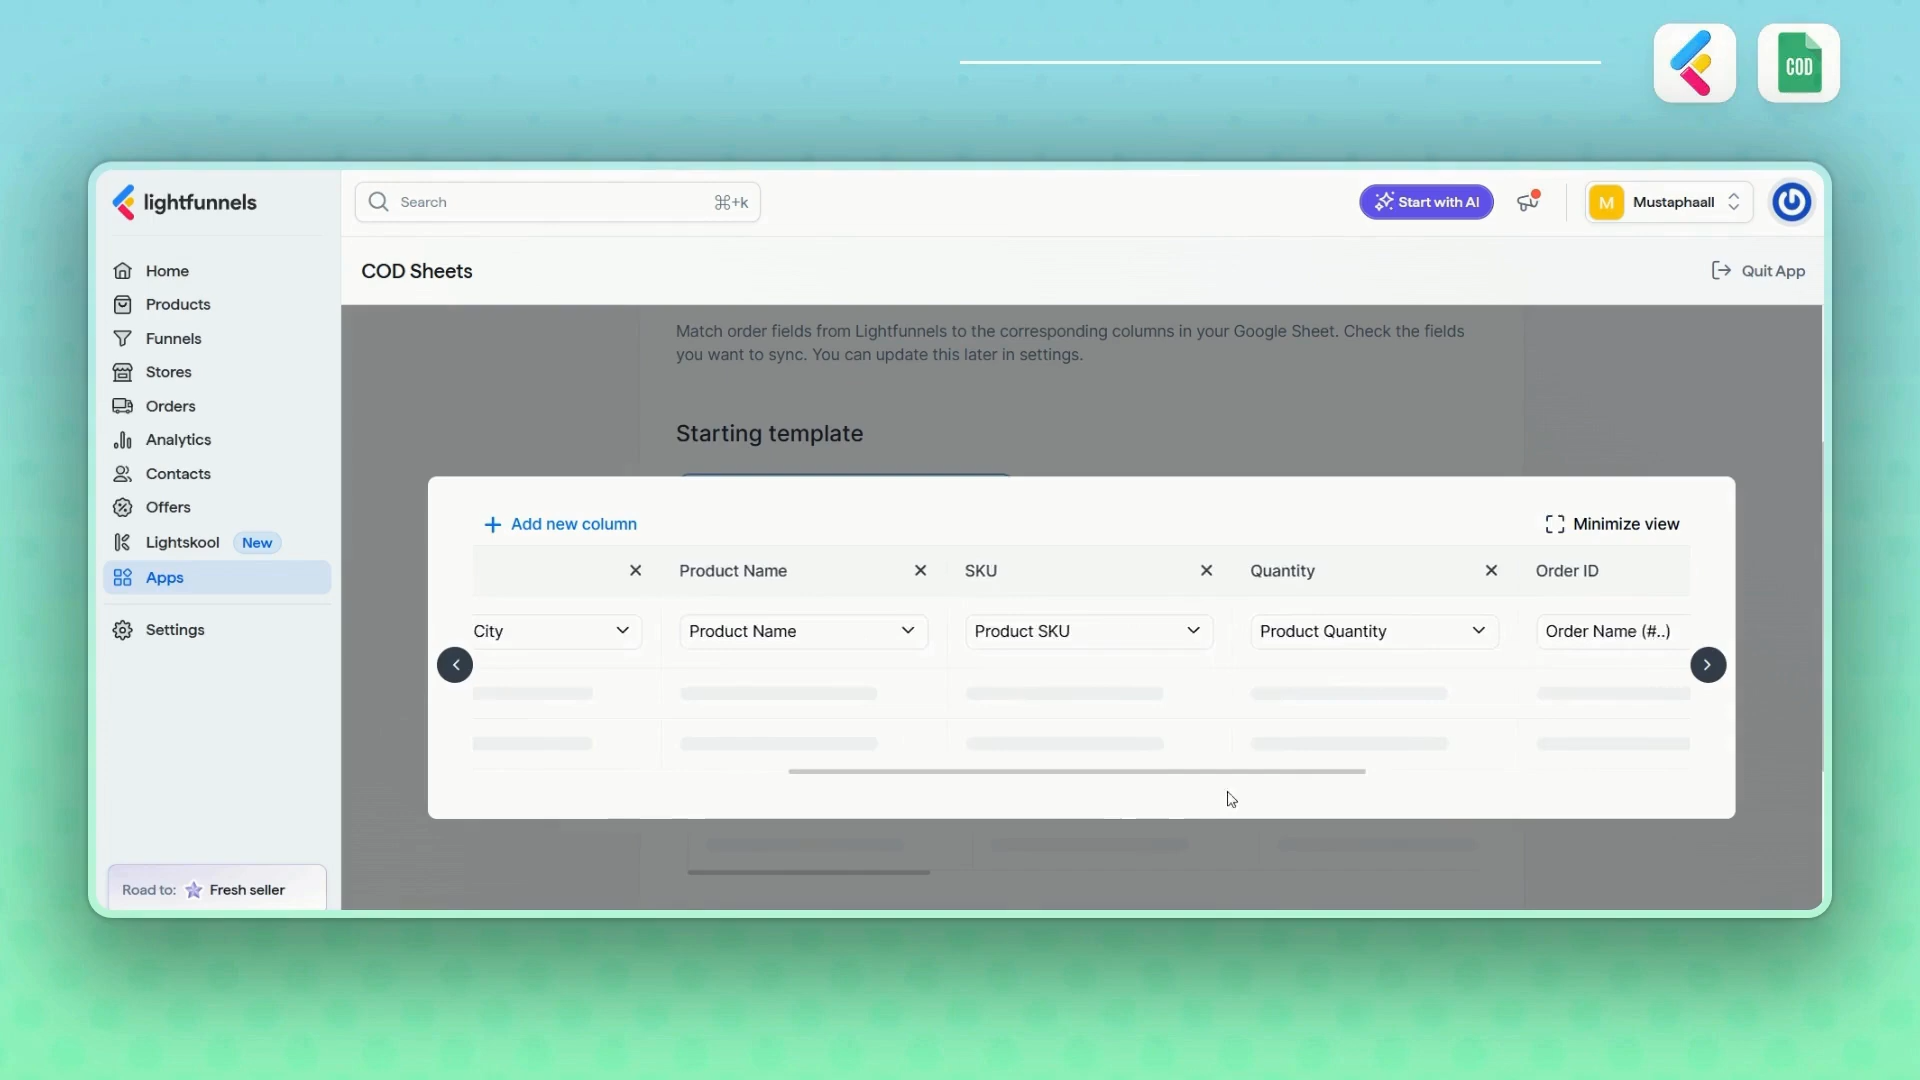 COD
lightfunnels
Search
⌘+k
Start with AI
M
Mustaphaall
Home
Products
Funnels
Stores
Orders
Analytics
Contacts
Offers
Lightskool
New
Apps
Settings
Road to:
Fresh seller
COD Sheets
Quit App
Match order fields from Lightfunnels to the corresponding columns in your Google Sheet. Check the fields
you want to sync. You can update this later in settings.
Starting template
Add new column
Minimize view
Product Name
SKU
Quantity
Order ID
City
Product Name
Product SKU
Product Quantity
Order Name (#..)